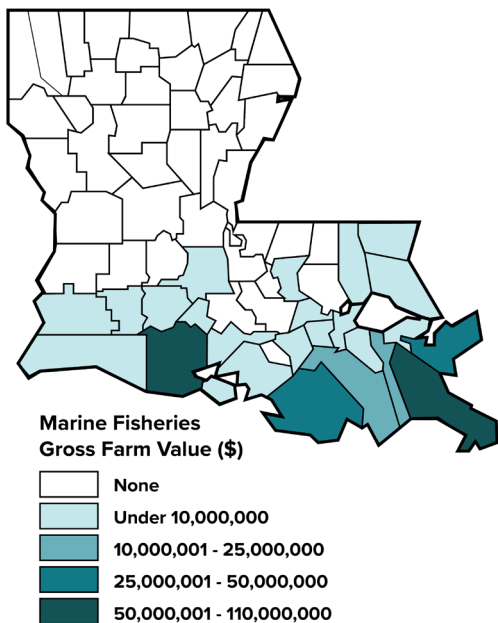 Marine Fisheries
Gross Farm Value ($)
None
Under 10,000,000
10,000,001 - 25,000,000
25,000,001 - 50,000,000
50,000,001 - 110,000,000